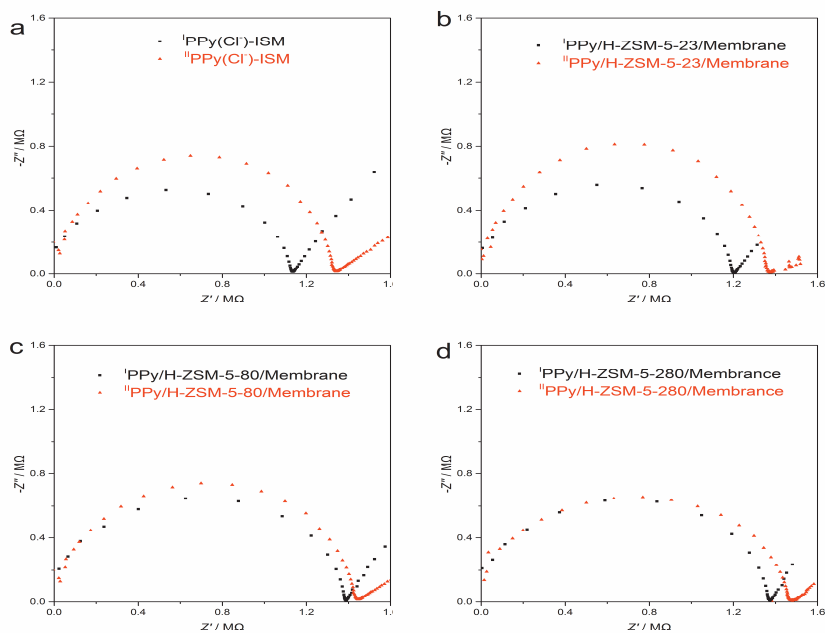 a
ᴵPPy(Cl⁻)-ISM
ᴵᴵPPy(Cl⁻)-ISM
-Z''/ MΩ
1.6
1.2
0.8
0.4
0.0
0.0 0.4 0.8 1.2 1.6
Z' / MΩ
b
ᴵPPy/H-ZSM-5-23/Membrane
ᴵᴵPPy/H-ZSM-5-23/Membrane
-Z''/ MΩ
1.6
1.2
0.8
0.4
0.0
0.0 0.4 0.8 1.2 1.6
Z' / MΩ
c
ᴵPPy/H-ZSM-5-80/Membrane
ᴵᴵPPy/H-ZSM-5-80/Membrane
-Z''/ MΩ
1.6
1.2
0.8
0.4
0.0
0.0 0.4 0.8 1.2 1.6
Z' / MΩ
d
ᴵPPy/H-ZSM-5-280/Membrance
ᴵᴵPPy/H-ZSM-5-280/Membrance
-Z''/ MΩ
1.6
1.2
0.8
0.4
0.0
0.0 0.4 0.8 1.2 1.6
Z' / MΩ